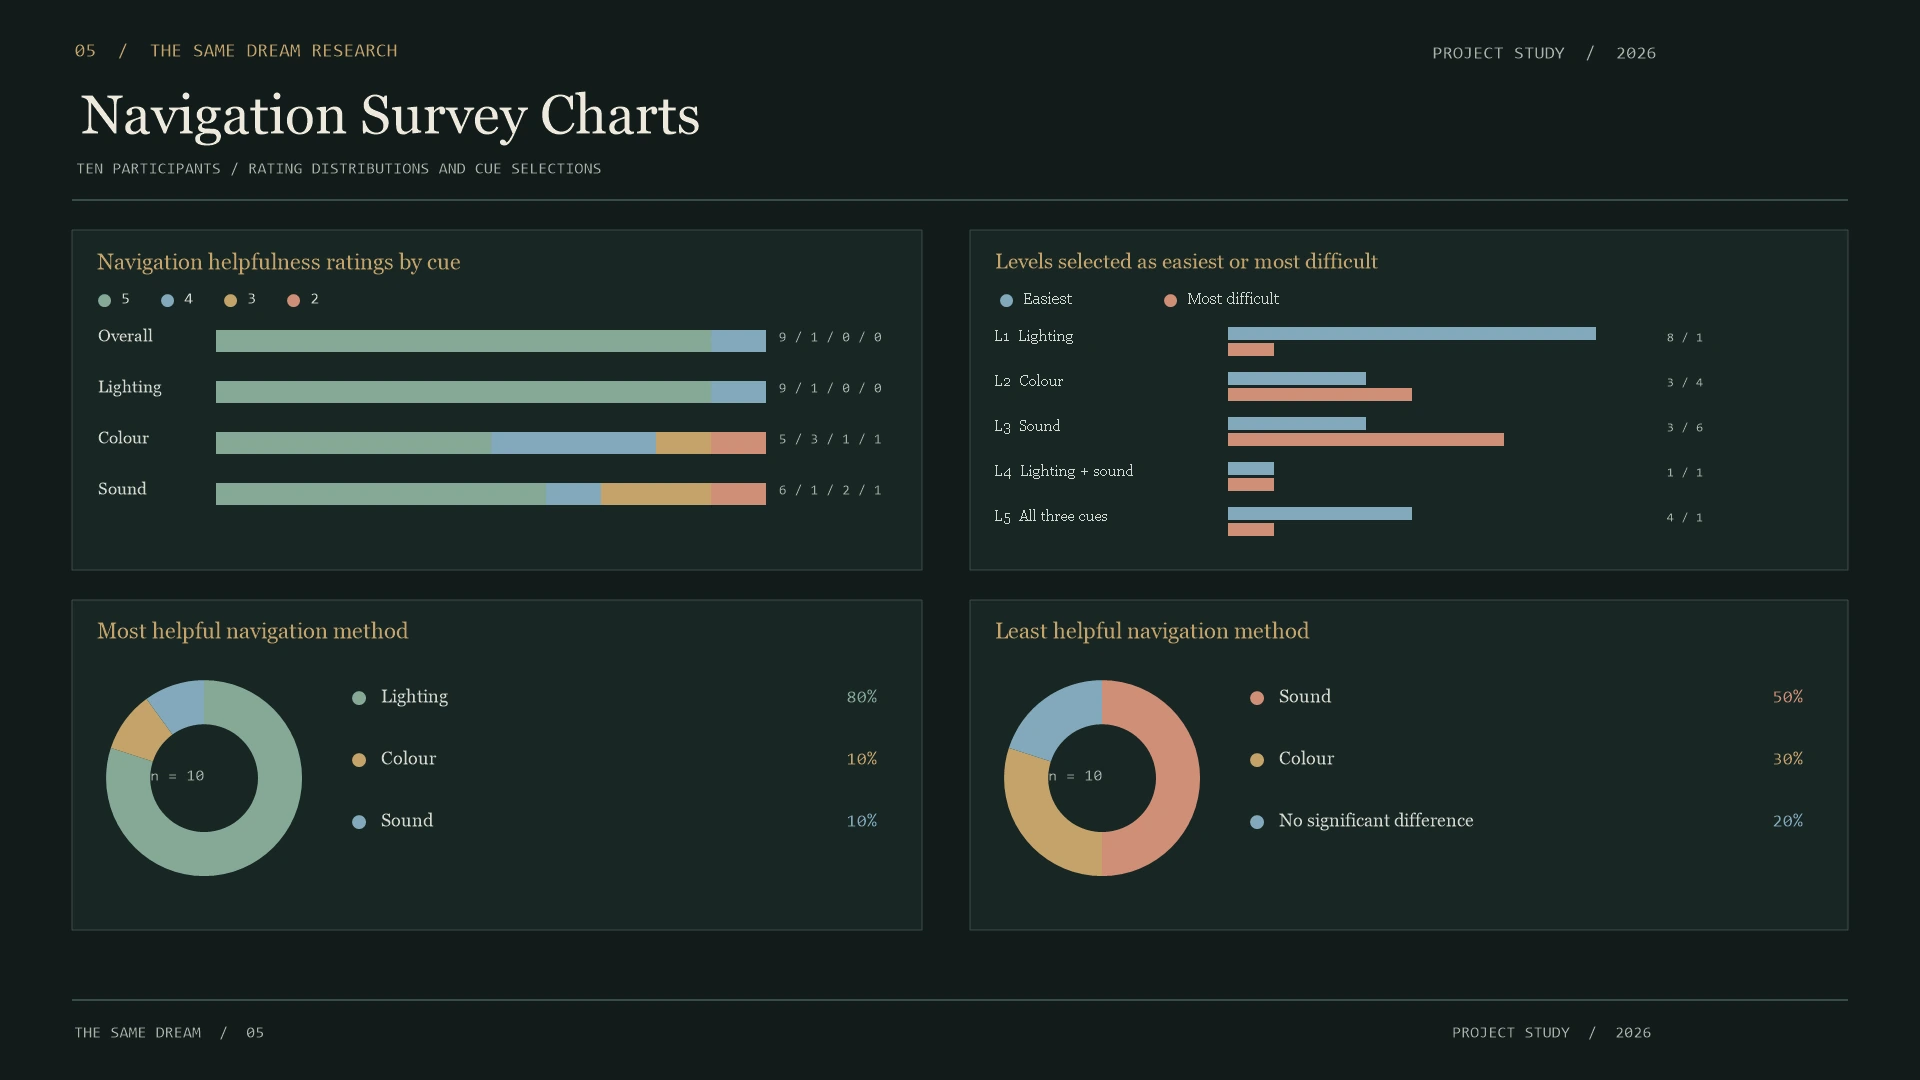 05 / THE SAME DREAM RESEARCH
PROJECT STUDY / 2026
Navigation Survey Charts
TEN PARTICIPANTS / RATING DISTRIBUTIONS AND CUE SELECTIONS
Navigation helpfulness ratings by cue
5 4 3 2
Overall 9 / 1 / 0 / 0
Lighting 9 / 1 / 0 / 0
Colour 5 / 3 / 1 / 1
Sound 6 / 1 / 2 / 1
Levels selected as easiest or most difficult
Easiest Most difficult
L1 Lighting 8 / 1
L2 Colour 3 / 4
L3 Sound 3 / 6
L4 Lighting + sound 1 / 1
L5 All three cues 4 / 1
Most helpful navigation method
Lighting 80%
Colour 10%
n = 10
Sound 10%
Least helpful navigation method
Sound 50%
Colour 30%
n = 10
No significant difference 20%
THE SAME DREAM / 05
PROJECT STUDY / 2026